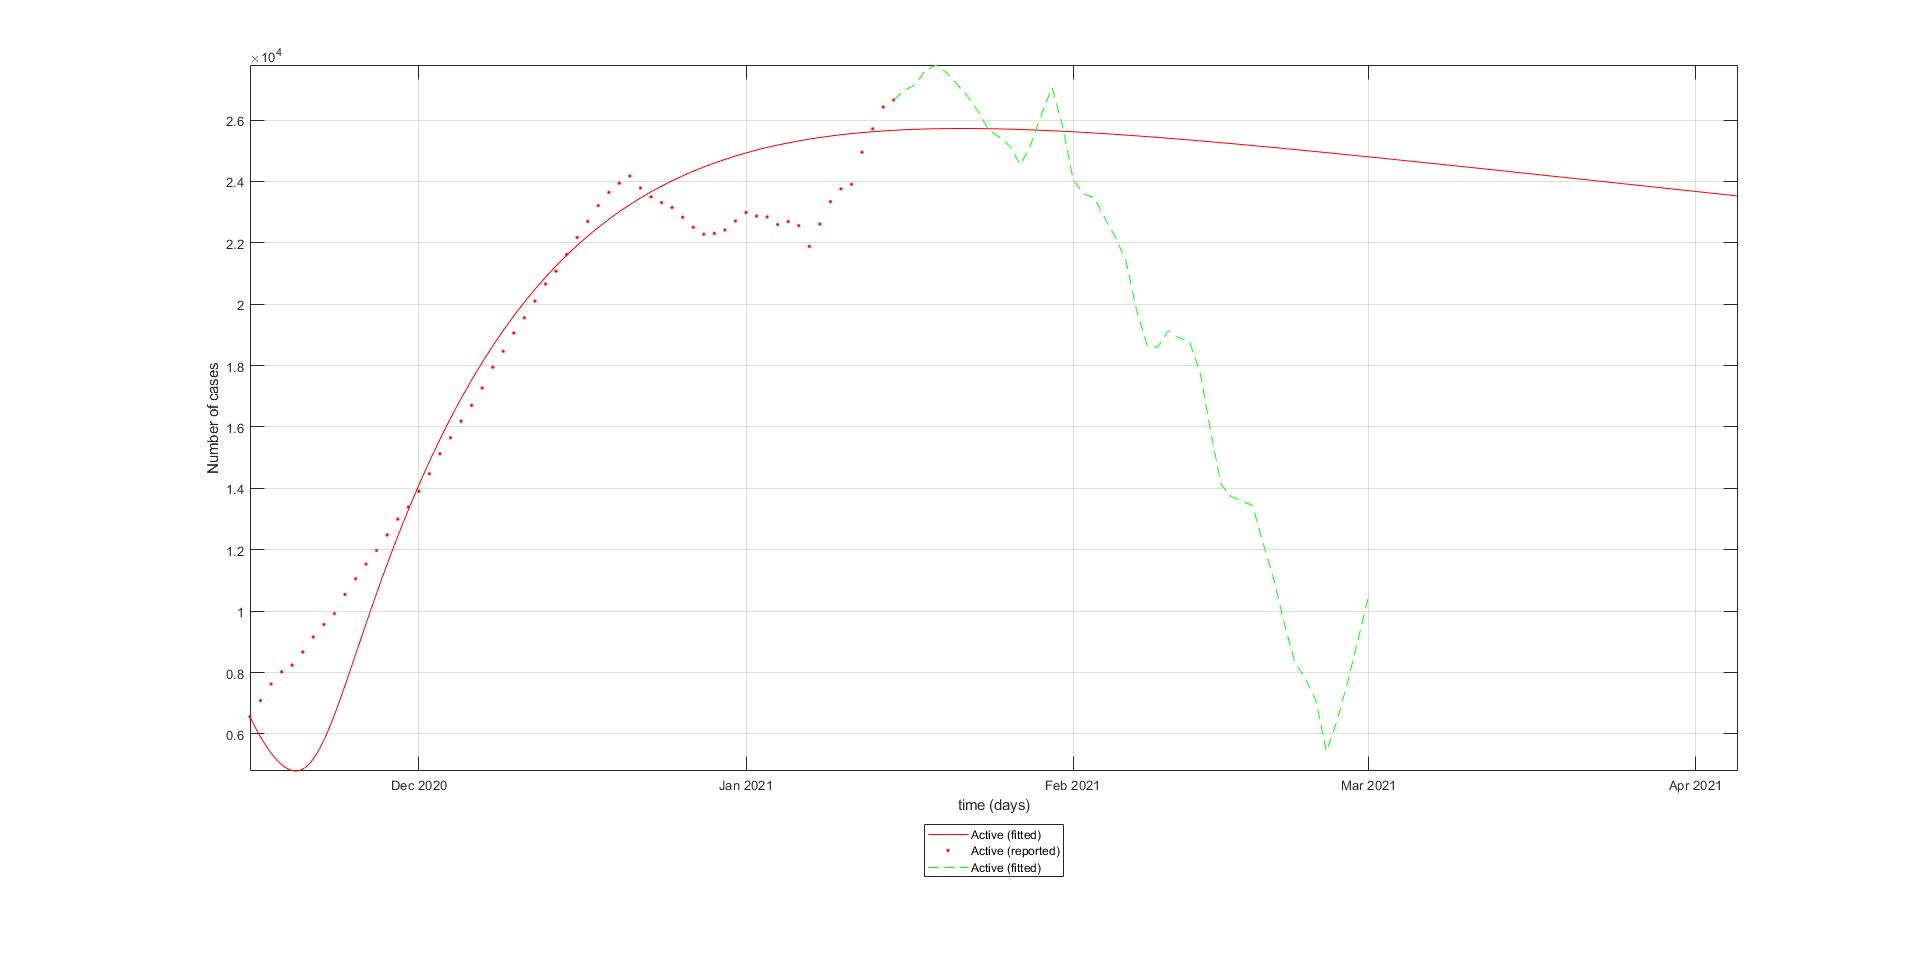 ×10⁴
2.6
2.4
2.2
2
1.8
1.6
1.4
1.2
1
0.8
0.6
Number of cases
Dec 2020 Jan 2021 Feb 2021 Mar 2021 Apr 2021
time (days)
Active (fitted)
Active (reported)
Active (fitted)